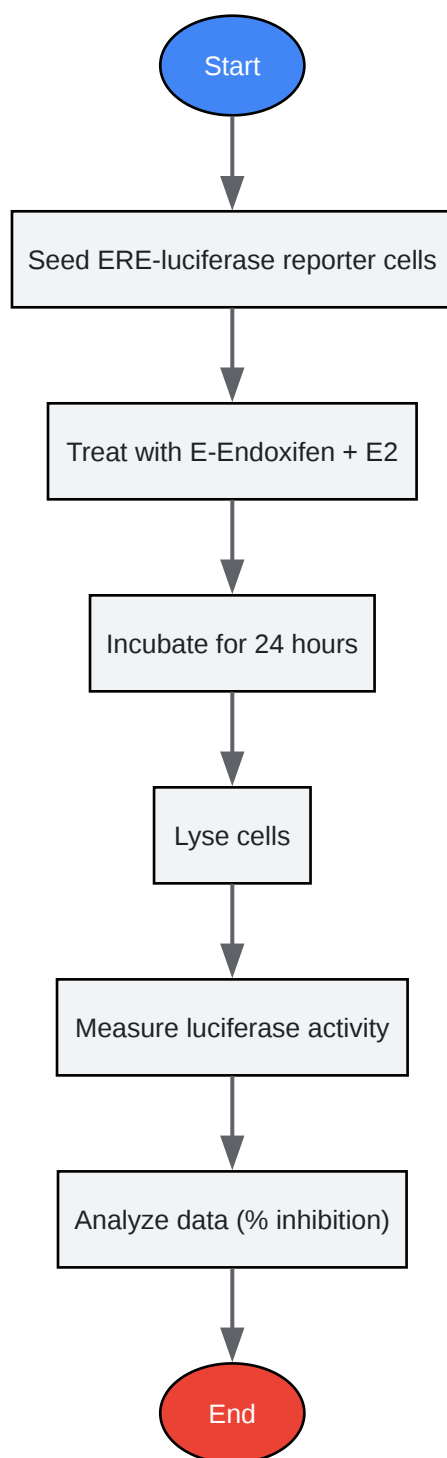 Start
Seed ERE-luciferase reporter cells
Treat with E-Endoxifen + E2
Incubate for 24 hours
Lyse cells
Measure luciferase activity
Analyze data (% inhibition)
End